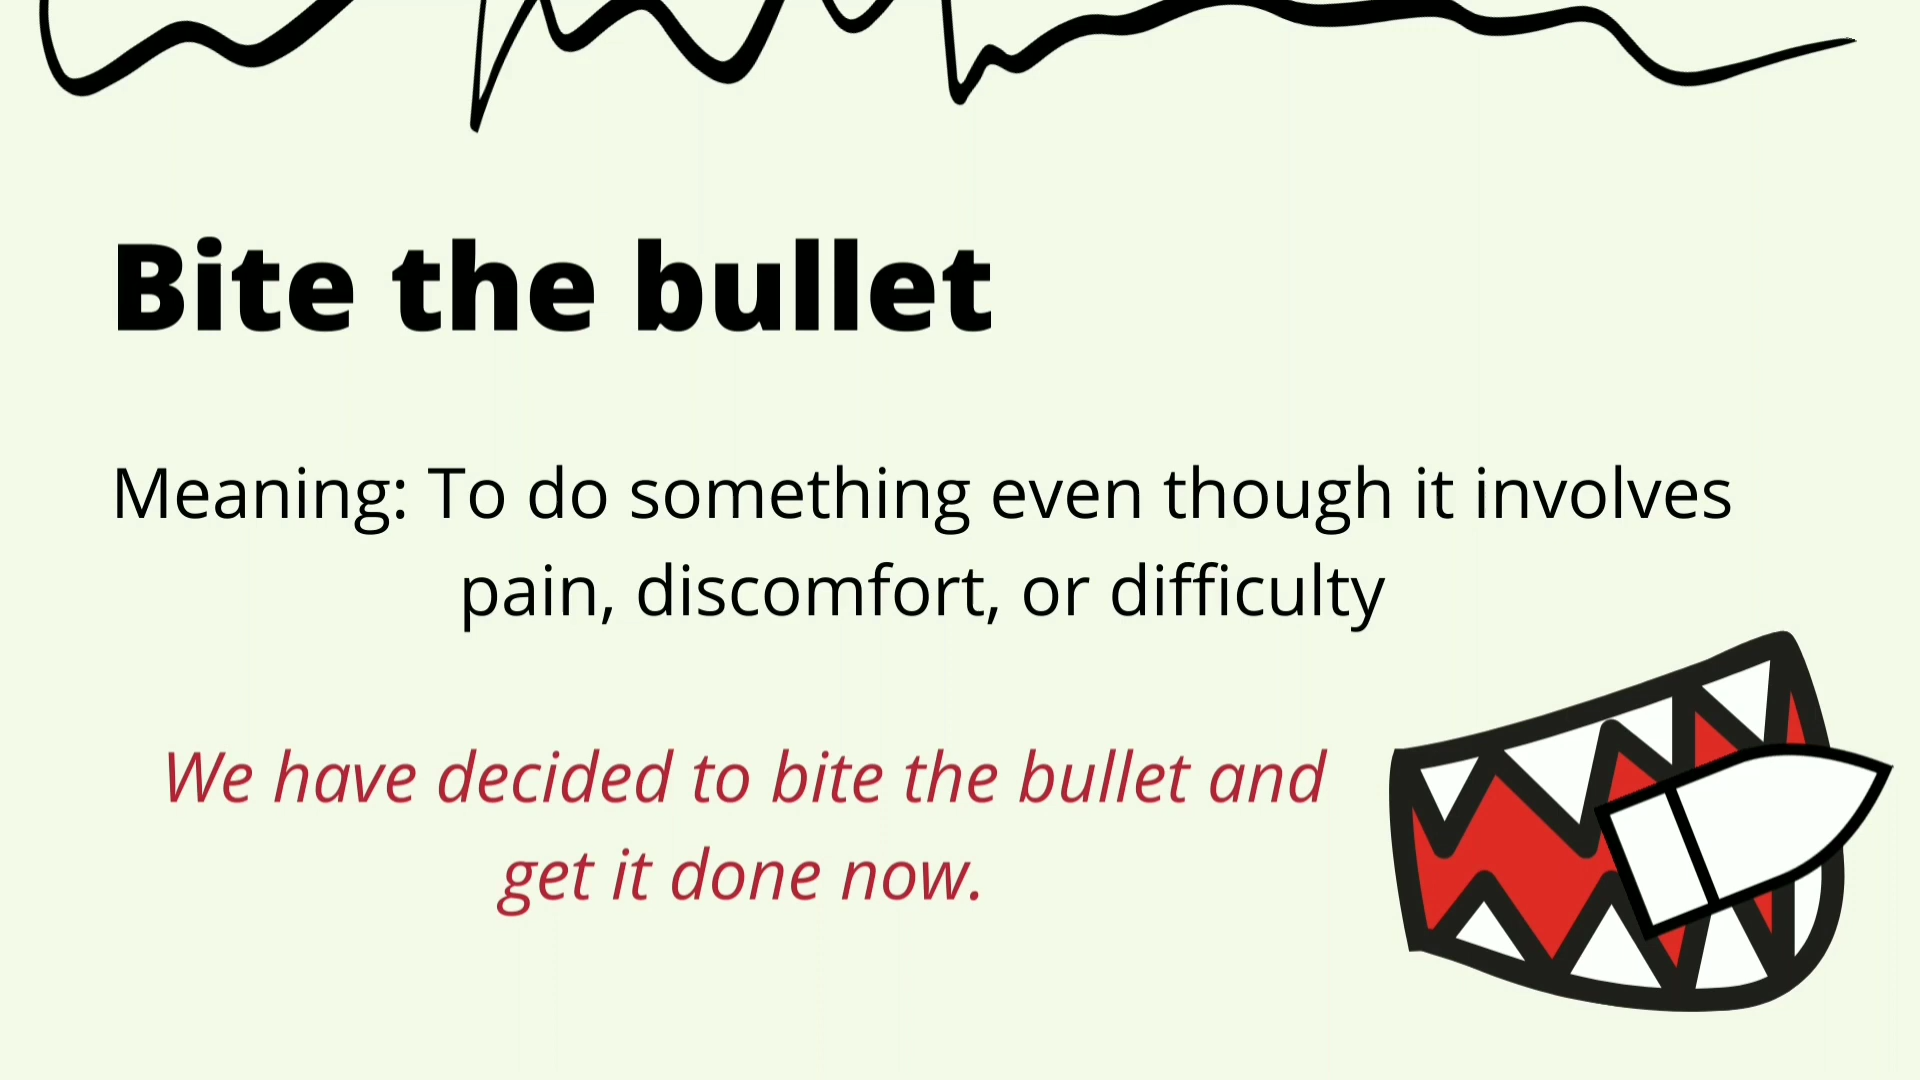 Bite the bullet
Meaning: To do something even though it involves
pain, discomfort, or difficulty
We have decided to bite the bullet and
get it done now.